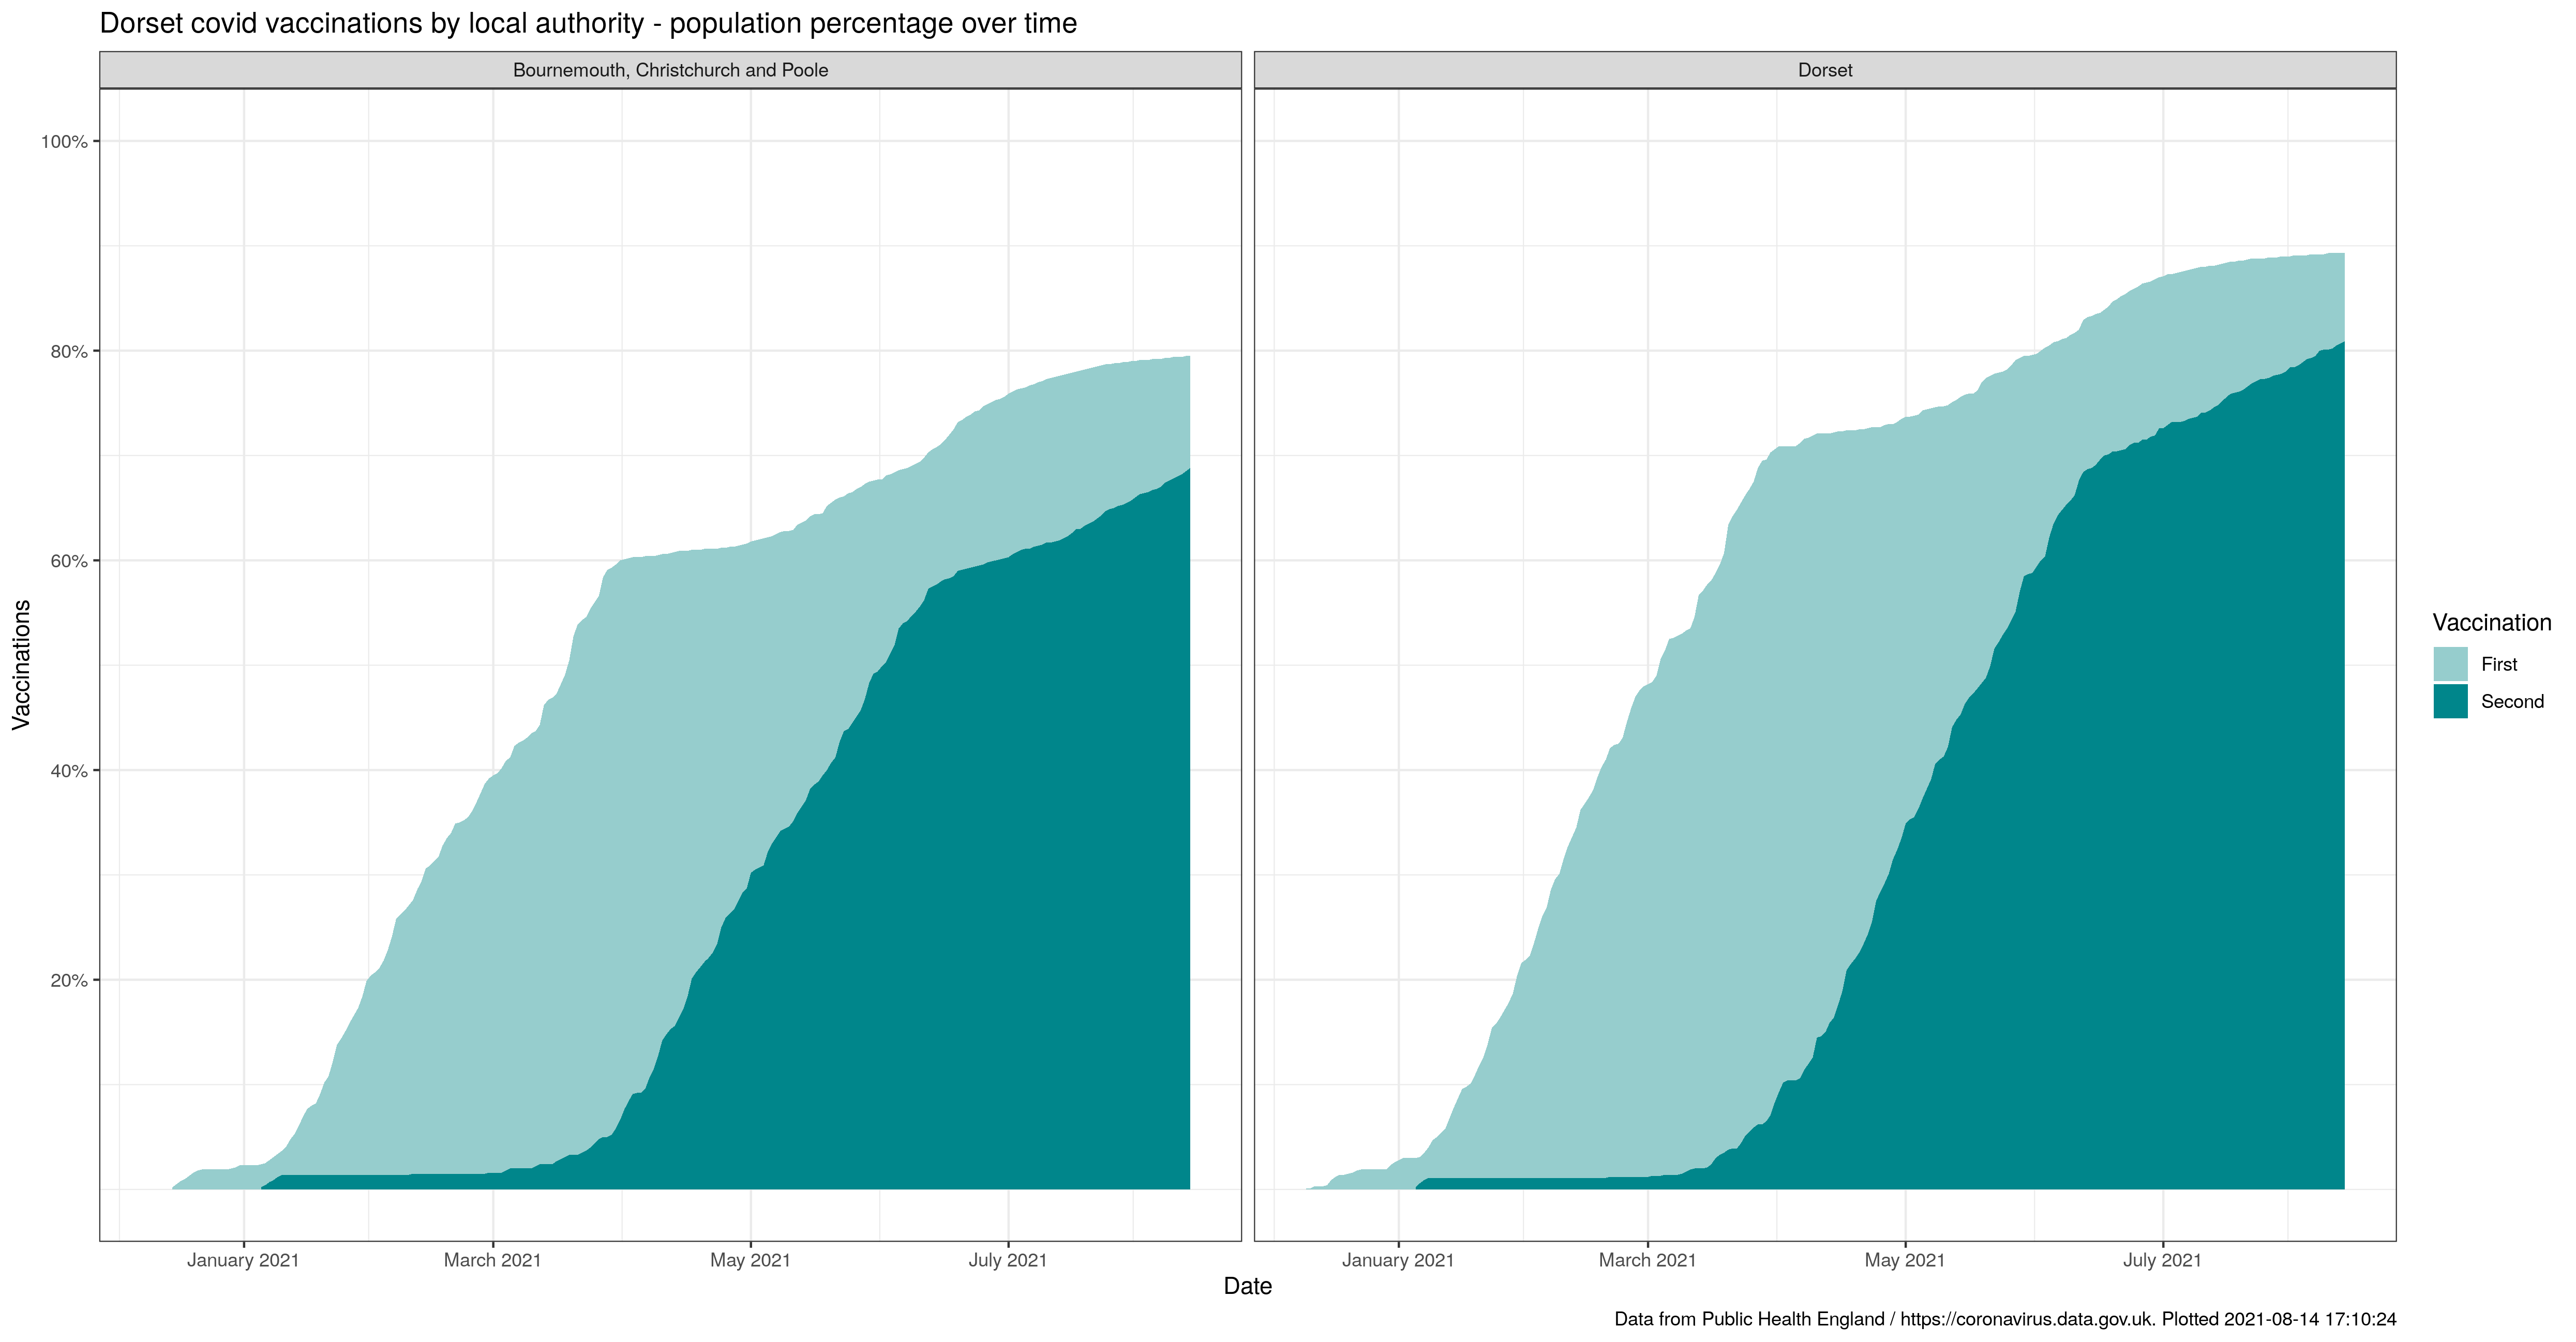 Dorset covid vaccinations by local authority - population percentage over time
Bournemouth, Christchurch and Poole
Dorset
Vaccinations
100%
80%
60%
40%
20%
January 2021
March 2021
May 2021
July 2021
January 2021
March 2021
May 2021
July 2021
Date
Vaccination
First
Second
Data from Public Health England / https://coronavirus.data.gov.uk. Plotted 2021-08-14 17:10:24